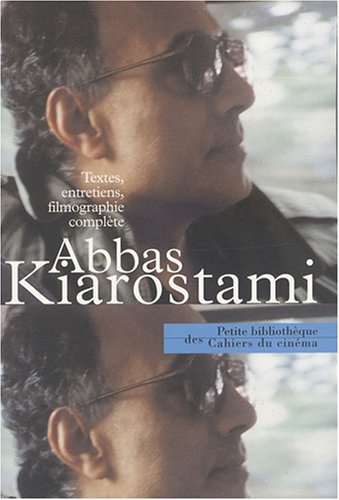 Textes,
entretiens,
filmographie
complète
Abbas
Kiarostami
Petite bibliothèque
des Cahiers du cinéma